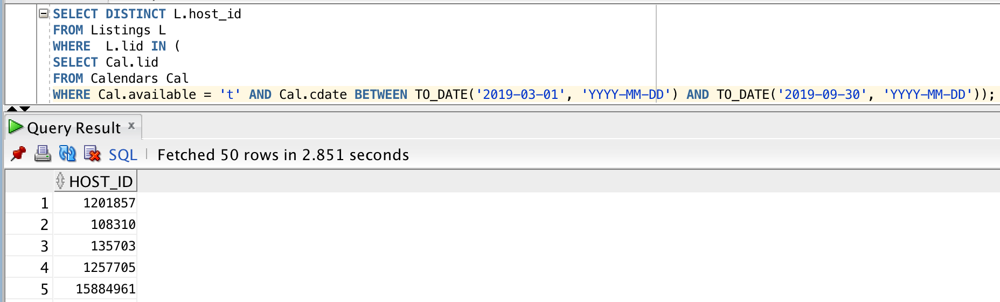 SELECT DISTINCT L.host_id
FROM Listings L
WHERE  L.lid IN (
SELECT Cal.lid
FROM Calendars Cal
WHERE Cal.available = 't' AND Cal.cdate BETWEEN TO_DATE('2019-03-01', 'YYYY-MM-DD') AND TO_DATE('2019-09-30', 'YYYY-MM-DD'));
Query Result x
SQL | Fetched 50 rows in 2.851 seconds
HOST_ID
1 1201857
2 108310
3 135703
4 1257705
5 15884961